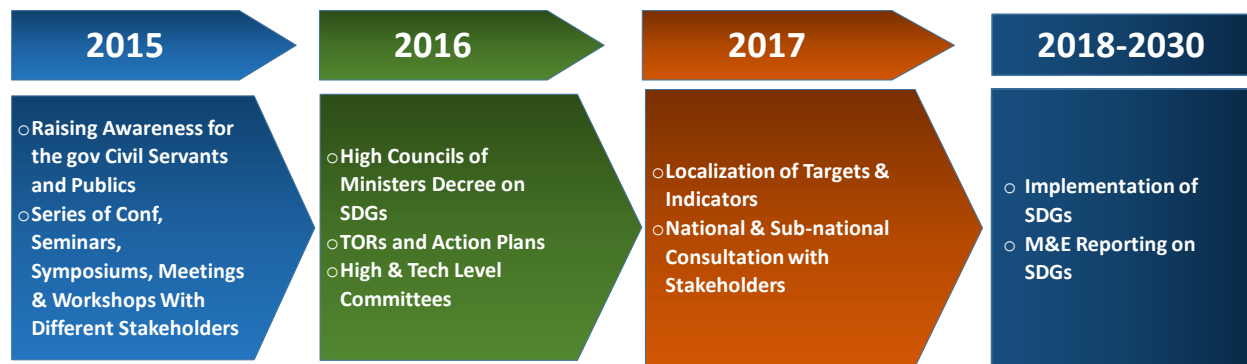 2015
○Raising Awareness for
the gov Civil Servants
and Publics
○Series of Conf,
Seminars,
Symposiums, Meetings
& Workshops With
Different Stakeholders
2016
○High Councils of
Ministers Decree on
SDGs
○TORs and Action Plans
○High & Tech Level
Committees
2017
○Localization of Targets &
Indicators
○National & Sub-national
Consultation with
Stakeholders
2018-2030
○ Implementation of
SDGs
○ M&E Reporting on
SDGs